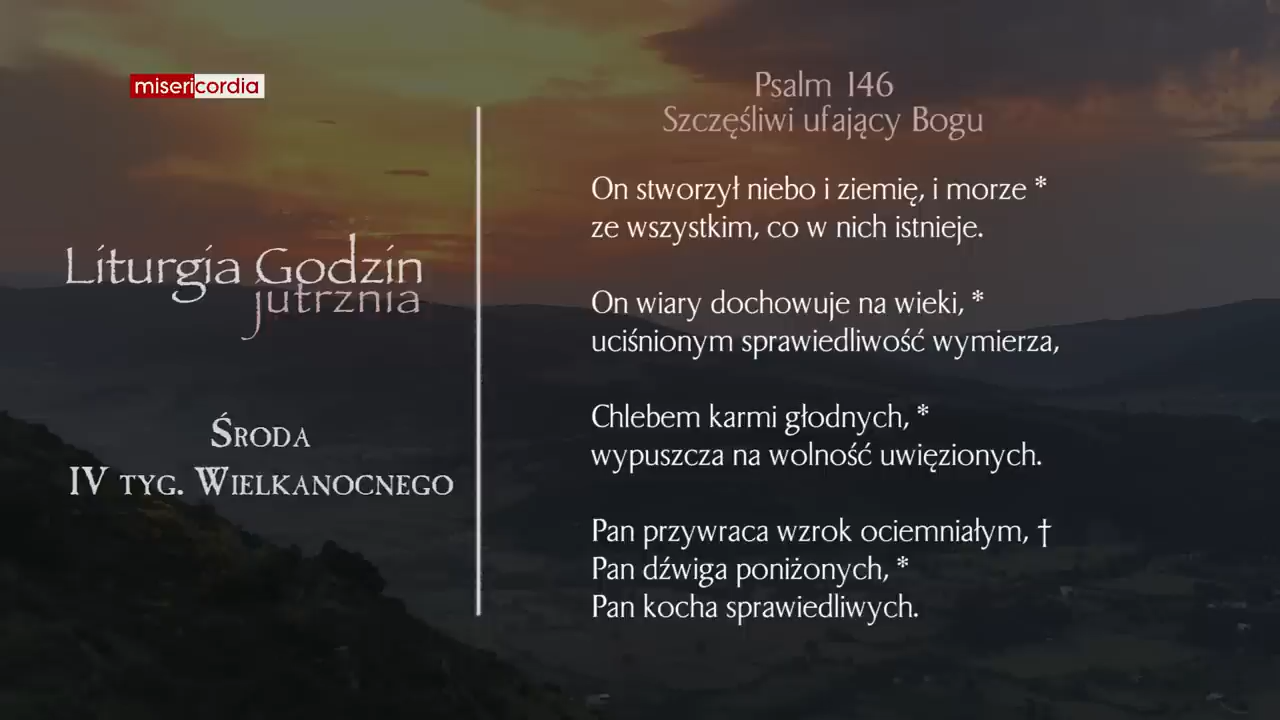 misericordia
Liturgia Godzin
jutrznia
Środa
IV tyg. Wielkanocnego
Psalm 146
Szczęśliwi ufający Bogu
On stworzył niebo i ziemię, i morze *
ze wszystkim, co w nich istnieje.
On wiary dochowuje na wieki, *
uciśnionym sprawiedliwość wymierza,
Chlebem karmi głodnych, *
wypuszcza na wolność uwięzionych.
Pan przywraca wzrok ociemniałym, †
Pan dźwiga poniżonych, *
Pan kocha sprawiedliwych.